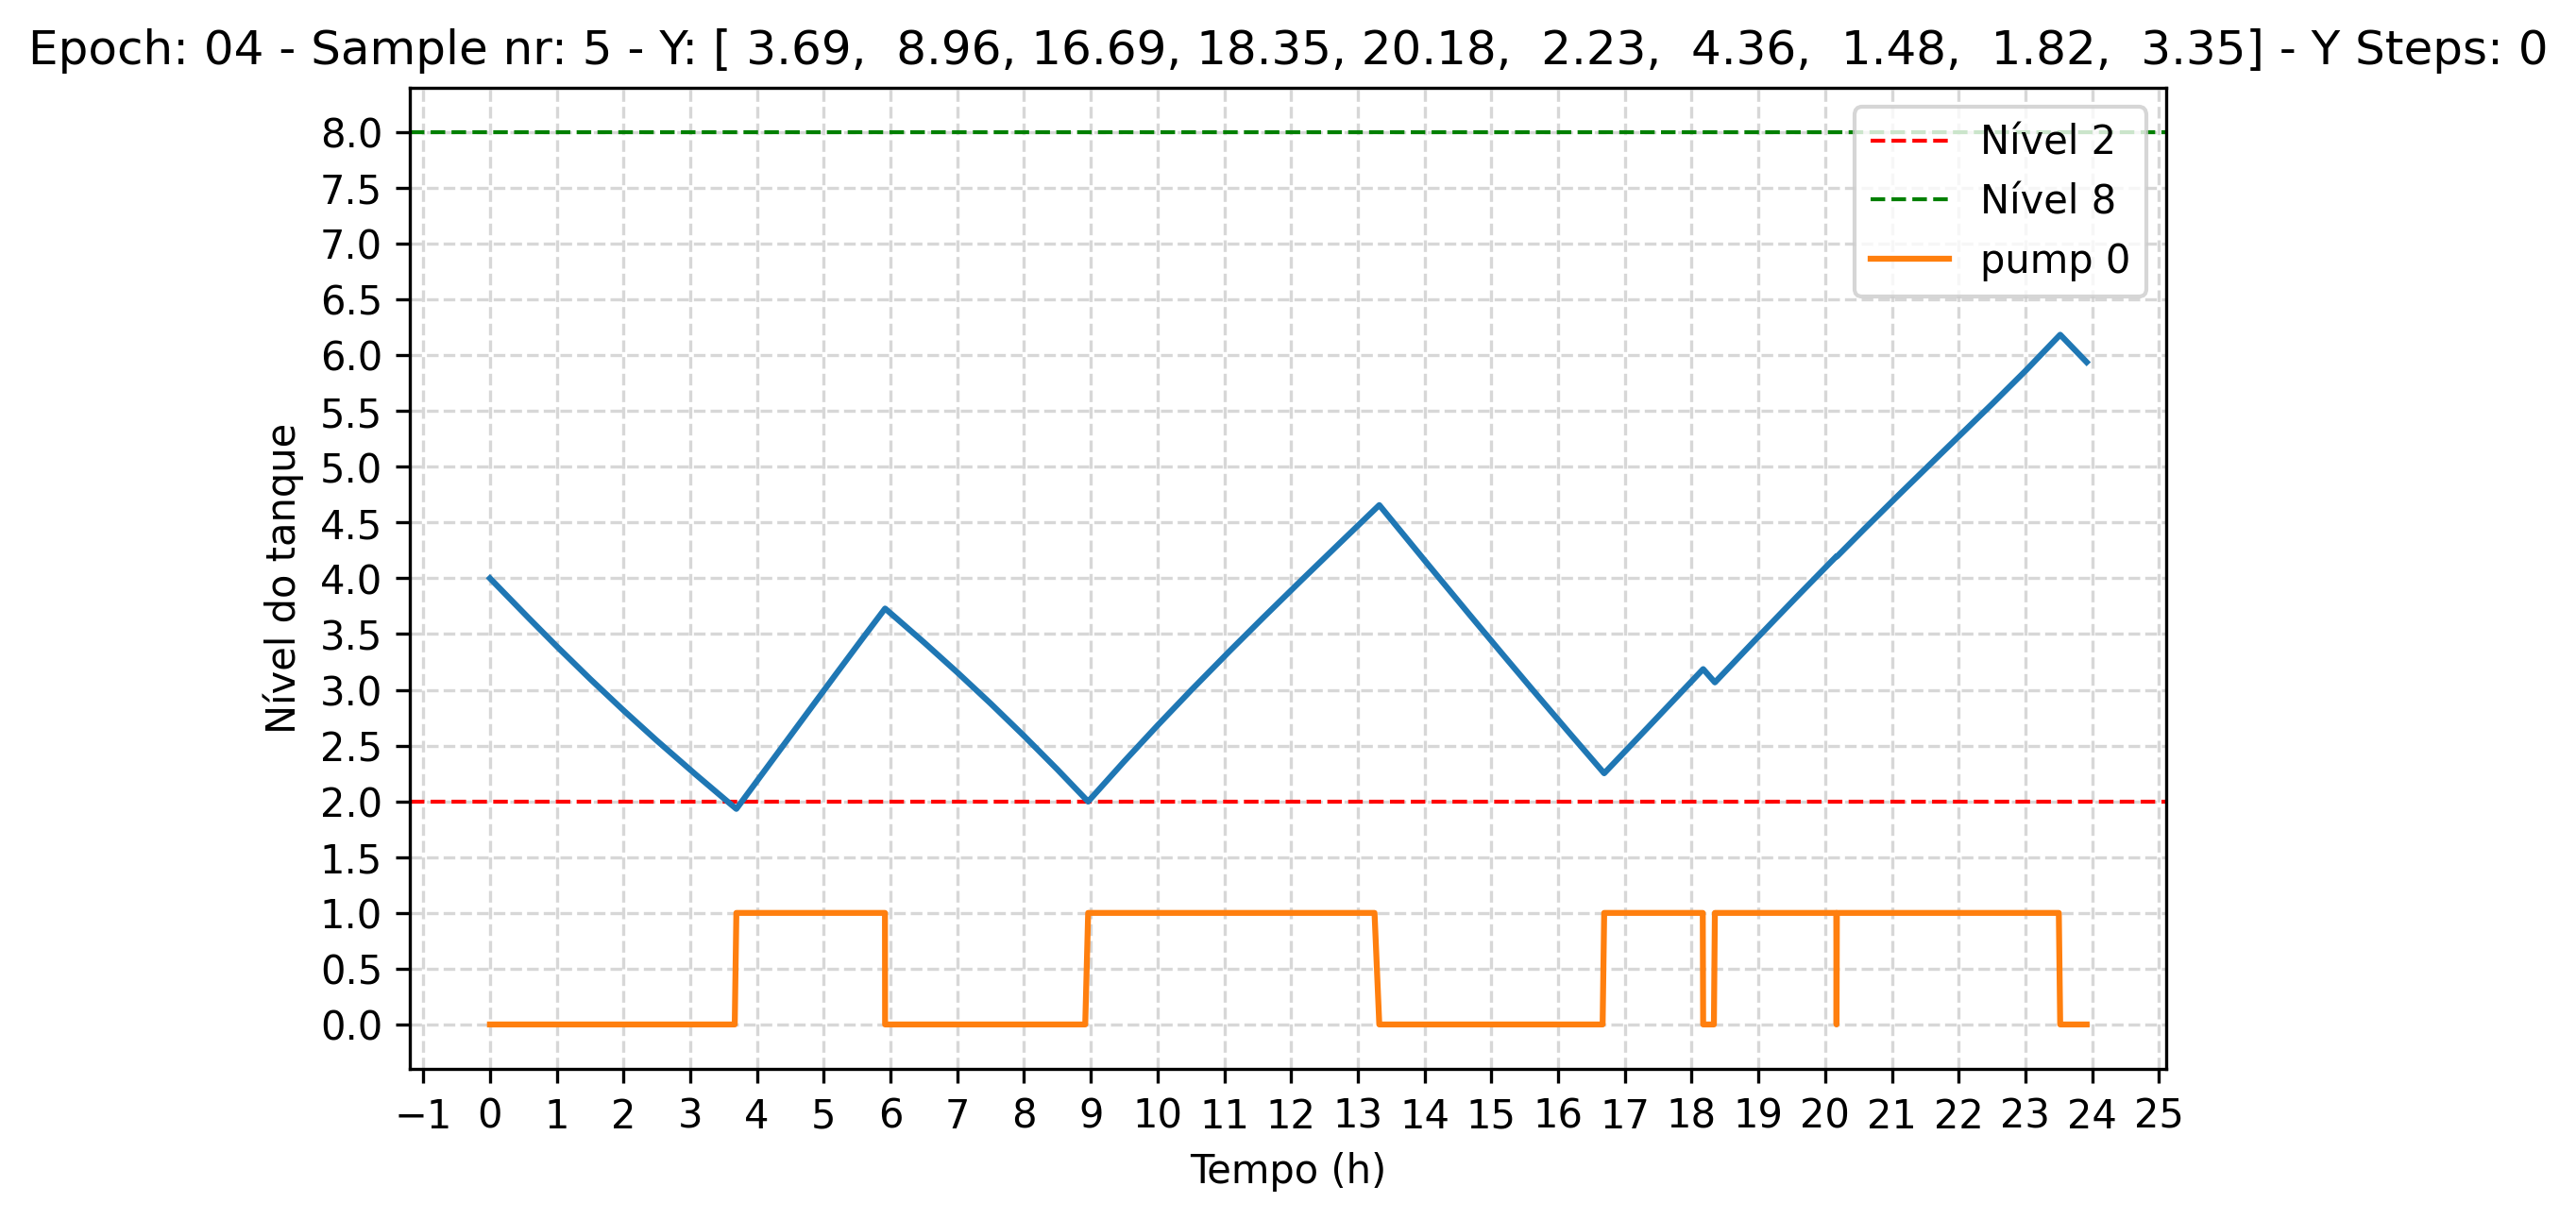 Epoch: 04 - Sample nr: 5 - Y: [ 3.69,  8.96, 16.69, 18.35, 20.18,  2.23,  4.36,  1.48,  1.82,  3.35] - Y Steps: 0
Nível 2
Nível 8
pump 0
8.0
7.5
7.0
6.5
6.0
5.5
5.0
4.5
4.0
3.5
3.0
2.5
2.0
1.5
1.0
0.5
0.0
Nível do tanque
−1 0 1 2 3 4 5 6 7 8 9 10 11 12 13 14 15 16 17 18 19 20 21 22 23 24 25
Tempo (h)